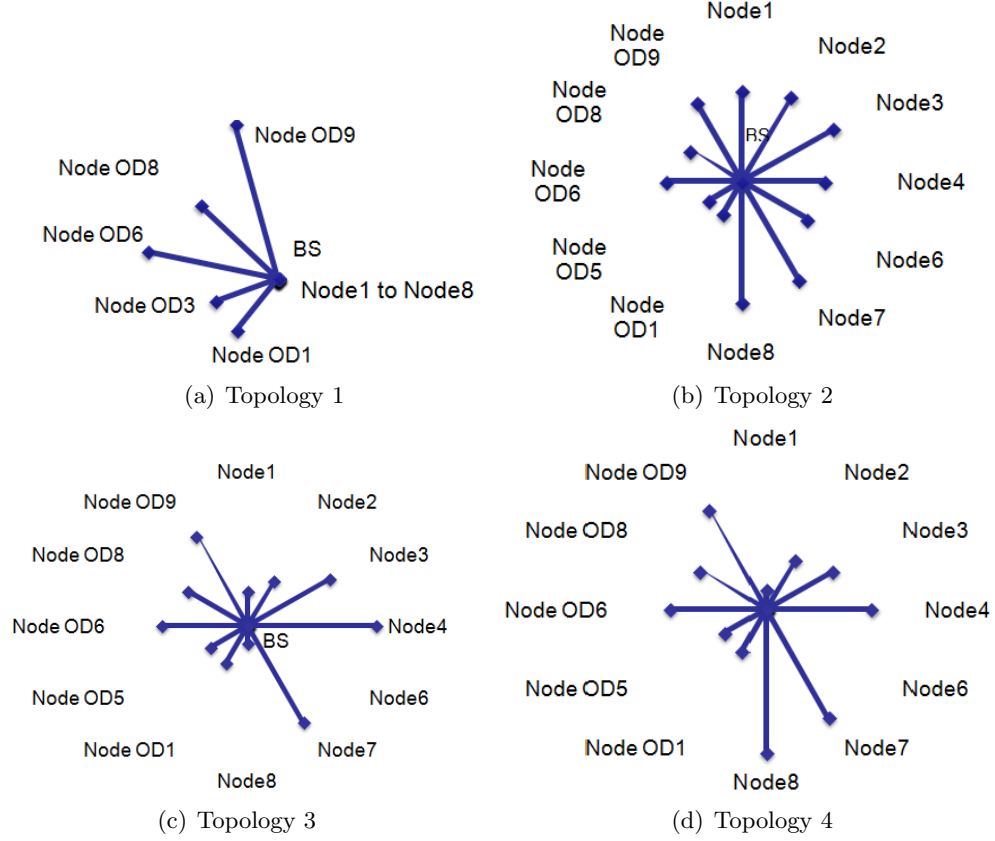 Node OD9
Node OD8
Node OD6
BS
Node1 to Node8
Node OD3
Node OD1
(a) Topology 1
Node1
Node
OD9
Node2
Node
OD8
Node3
BS
Node
OD6
Node4
Node
OD5
Node6
Node
OD1
Node7
Node8
(b) Topology 2
Node1
Node OD9
Node2
Node OD8
Node3
Node OD6
Node4
BS
Node OD5
Node6
Node OD1
Node7
Node8
(c) Topology 3
Node1
Node OD9
Node2
Node OD8
Node3
Node OD6
Node4
Node OD5
Node6
Node OD1
Node7
Node8
(d) Topology 4